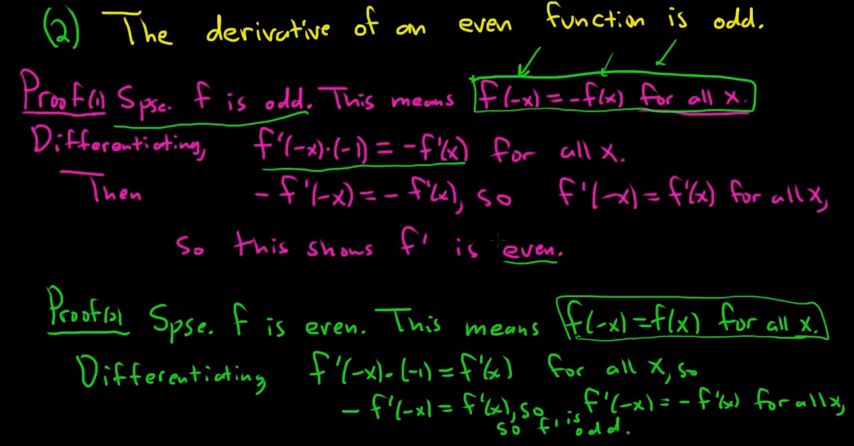 (2) The derivative of an even function is odd.
Proof(1) Spse. f is odd. This means f(-x) = -f(x) for all x.
Differentiating, f'(-x)·(-1) = -f'(x) for all x.
Then -f'(-x) = -f'(x), so f'(-x) = f'(x) for all x,
so this shows f' is even.
Proof(2) Spse. f is even. This means f(-x) = f(x) for all x.
Differentiating f'(-x)·(-1) = f'(x) for all x, so
-f'(-x) = f'(x), so f'(-x) = -f'(x) for all x,
so f' is odd.